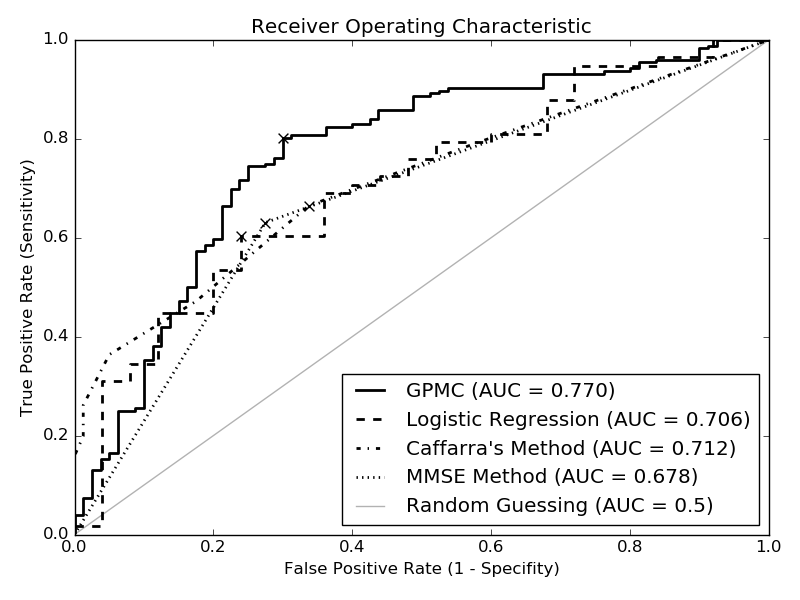 Receiver Operating Characteristic
1.0
0.8
0.6
0.4
0.2
0.0
True Positive Rate (Sensitivity)
GPMC (AUC = 0.770)
Logistic Regression (AUC = 0.706)
Caffarra's Method (AUC = 0.712)
MMSE Method (AUC = 0.678)
Random Guessing (AUC = 0.5)
0.0 0.2 0.4 0.6 0.8 1.0
False Positive Rate (1 - Specifity)